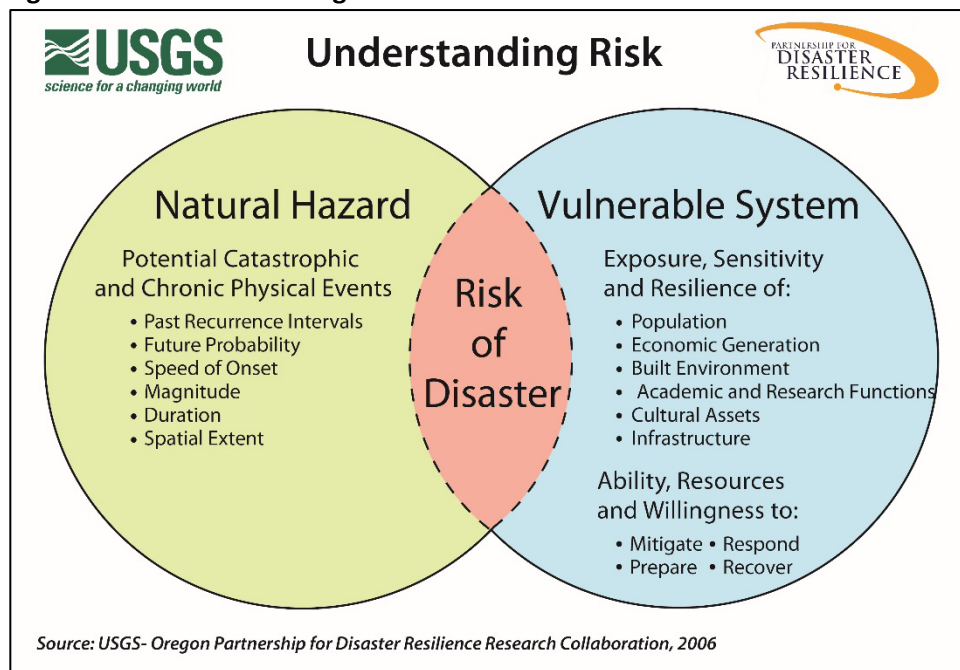 USGS
science for a changing world
Understanding Risk
PARTNERSHIP FOR
DISASTER
RESILIENCE
Natural Hazard
Potential Catastrophic
and Chronic Physical Events
• Past Recurrence Intervals
• Future Probability
• Speed of Onset
• Magnitude
• Duration
• Spatial Extent
Risk
of
Disaster
Vulnerable System
Exposure, Sensitivity
and Resilience of:
• Population
• Economic Generation
• Built Environment
• Academic and Research Functions
• Cultural Assets
• Infrastructure
Ability, Resources
and Willingness to:
• Mitigate • Respond
• Prepare • Recover
Source: USGS- Oregon Partnership for Disaster Resilience Research Collaboration, 2006